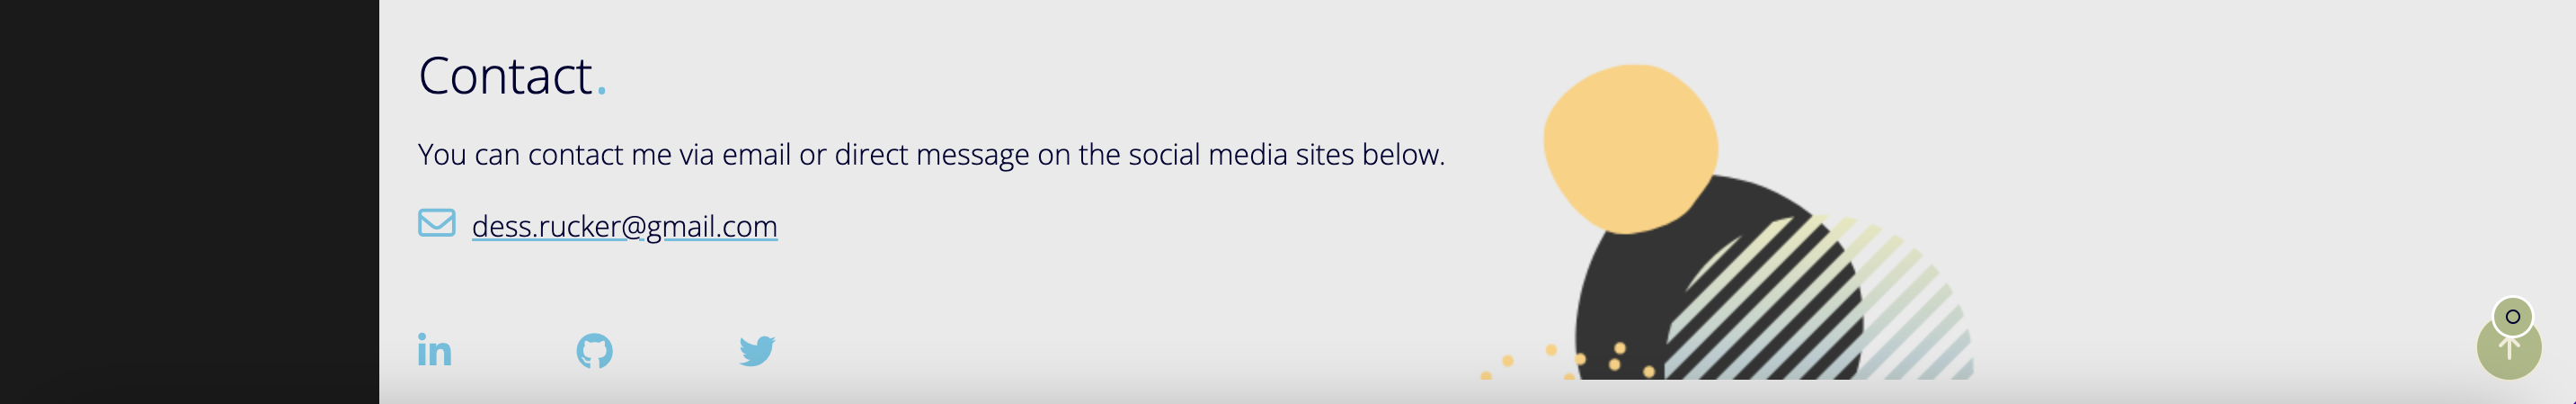 Contact.
You can contact me via email or direct message on the social media sites below.
dess.rucker@gmail.com
in